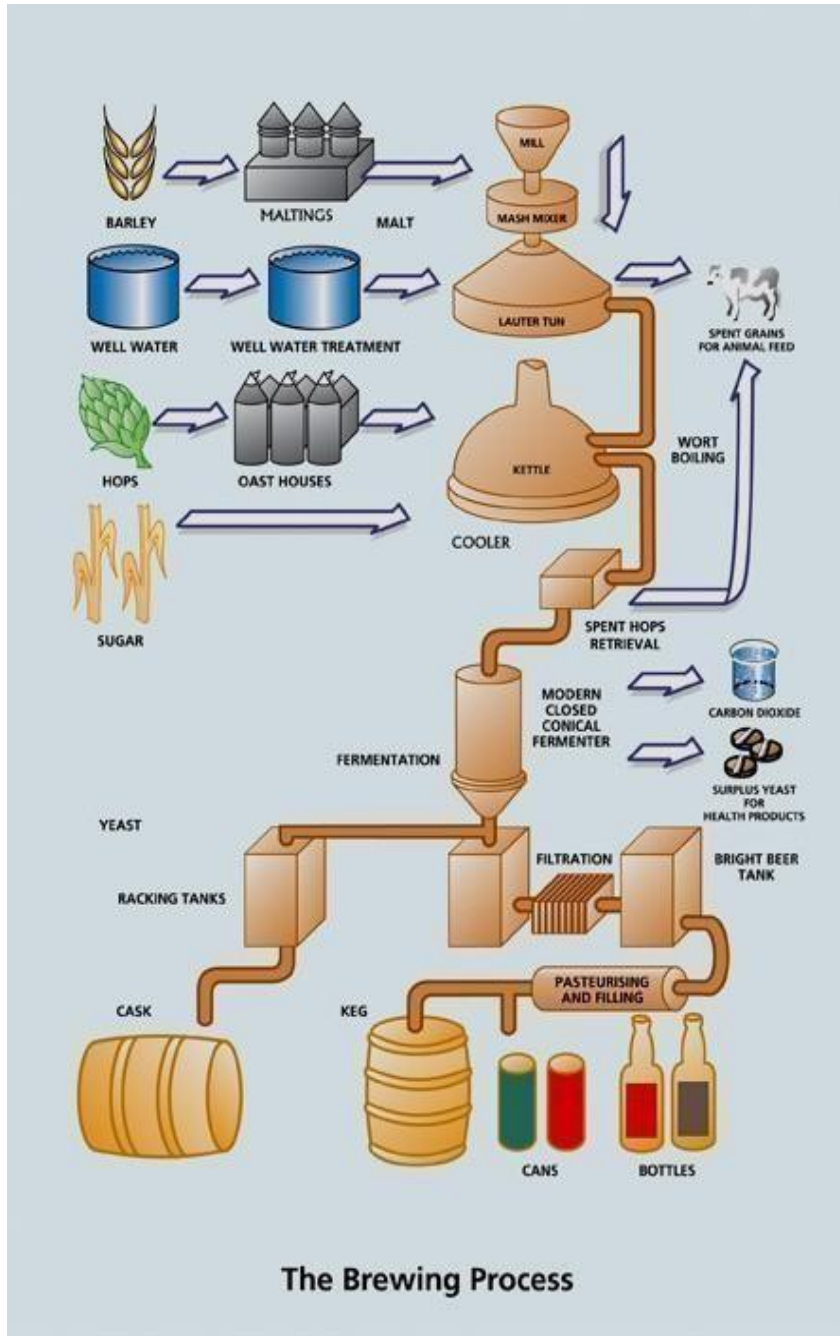 MILL
MASH MIXER
BARLEY
MALTINGS
MALT
LAUTER TUN
WELL WATER
WELL WATER TREATMENT
SPENT GRAINS
FOR ANIMAL FEED
HOPS
OAST HOUSES
KETTLE
WORT
BOILING
COOLER
SUGAR
SPENT HOPS
RETRIEVAL
MODERN
CLOSED
CONICAL
FERMENTER
CARBON DIOXIDE
FERMENTATION
SURPLUS YEAST
FOR
HEALTH PRODUCTS
YEAST
RACKING TANKS
FILTRATION
BRIGHT BEER
TANK
PASTEURISING
AND FILLING
CASK
KEG
CANS
BOTTLES
The Brewing Process